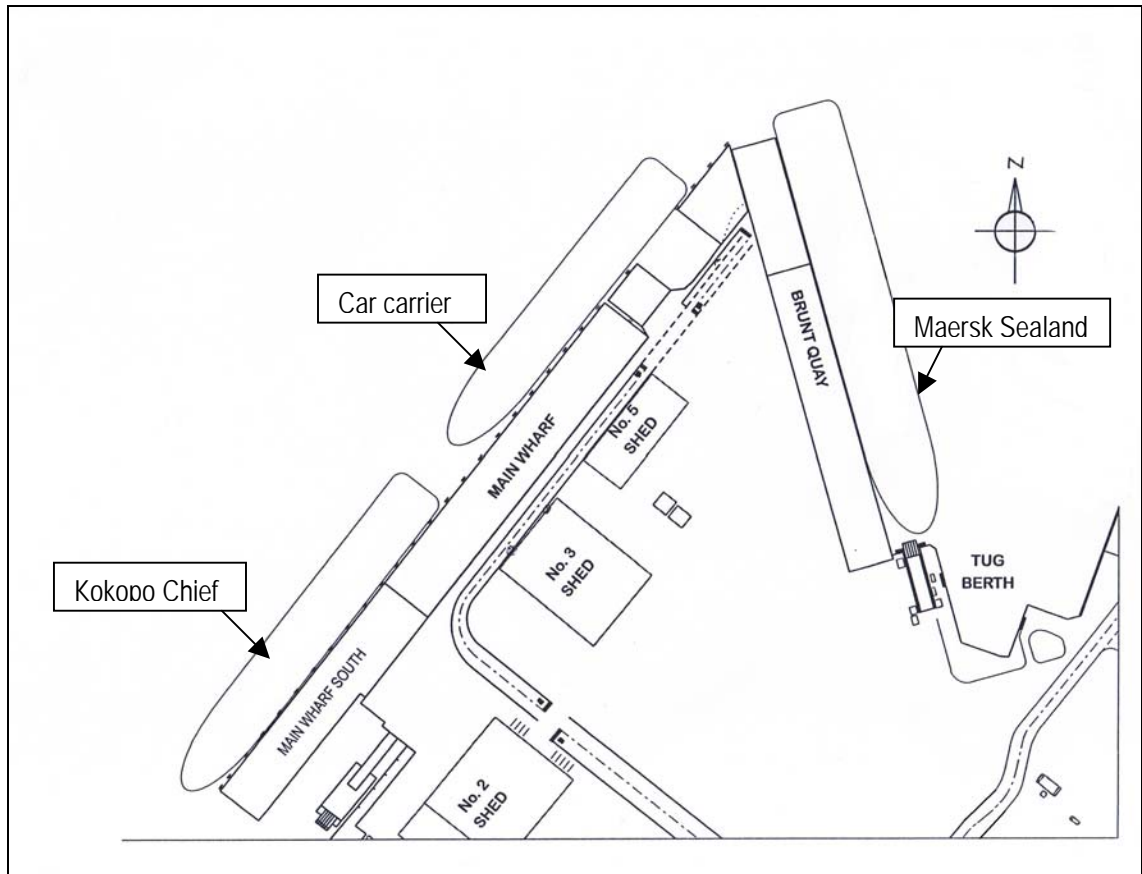 N
Car carrier
BRUNT QUAY
Maersk Sealand
No. 5
SHED
MAIN WHARF
No. 3
SHED
TUG
BERTH
Kokopo Chief
MAIN WHARF SOUTH
No. 2
SHED